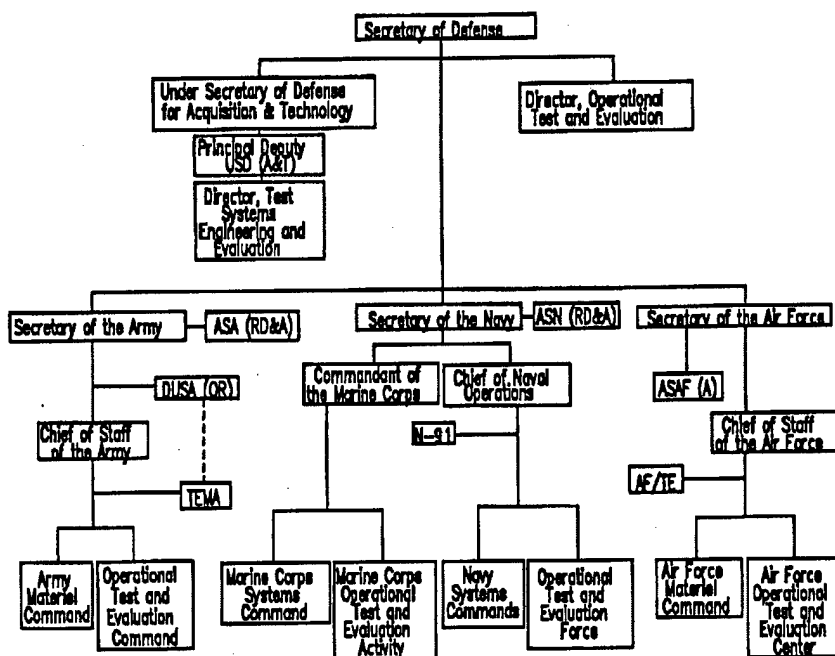 Secretary of Defense
Under Secretary of Defense
for Acquisition & Technology
Director, Operational
Test and Evaluation
Principal Deputy
USD (A&T)
Director, Test
Systems
Engineering and
Evaluation
Secretary of the Army
ASA (RD&A)
Secretary of the Navy
ASN (RD&A)
Secretary of the Air Force
DUSA (OR)
Commandant of
the Marine Corps
Chief of Naval
Operations
ASAF (A)
Chief of Staff
of the Army
N-91
Chief of Staff
of the Air Force
TEMA
AF/TE
Army
Materiel
Command
Operational
Test and
Evaluation
Command
Marine Corps
Systems
Command
Marine Corps
Operational
Test and
Evaluation
Activity
Navy
Systems
Commands
Operational
Test and
Evaluation
Force
Air Force
Materiel
Command
Air Force
Operational
Test and
Evaluation
Center